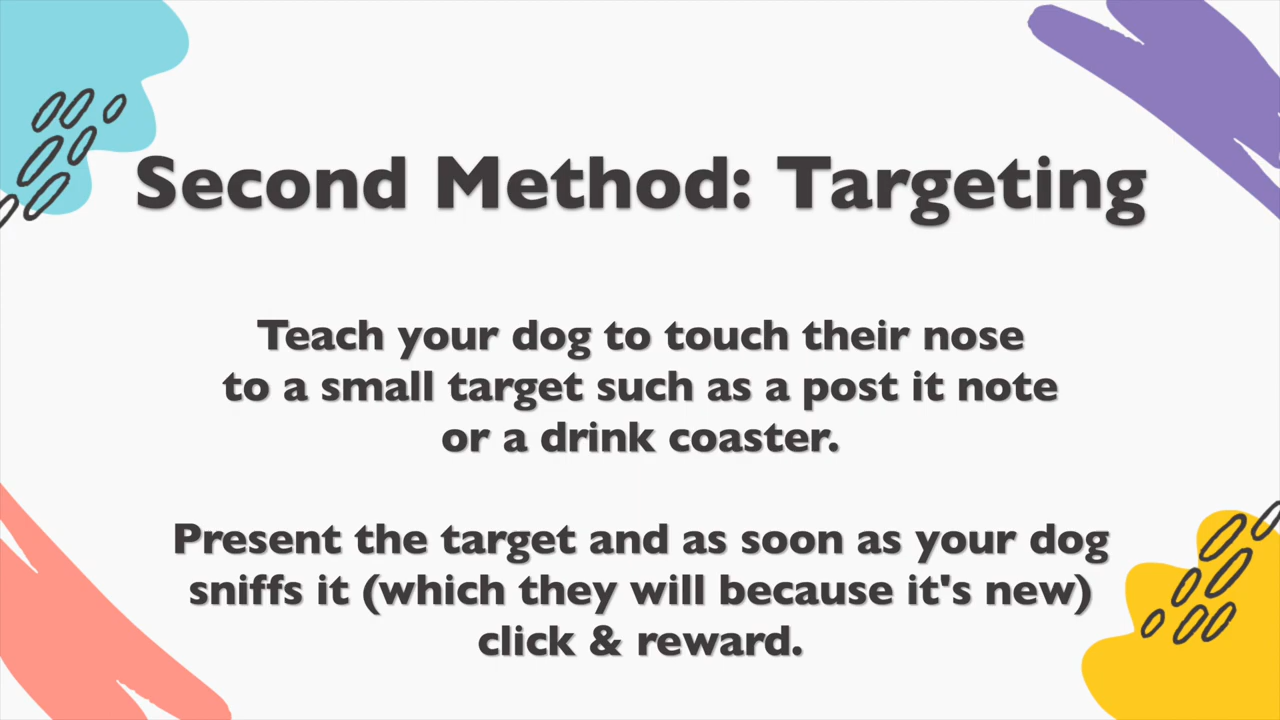 Second Method: Targeting
Teach your dog to touch their nose
to a small target such as a post it note
or a drink coaster.
Present the target and as soon as your dog
sniffs it (which they will because it's new)
click & reward.